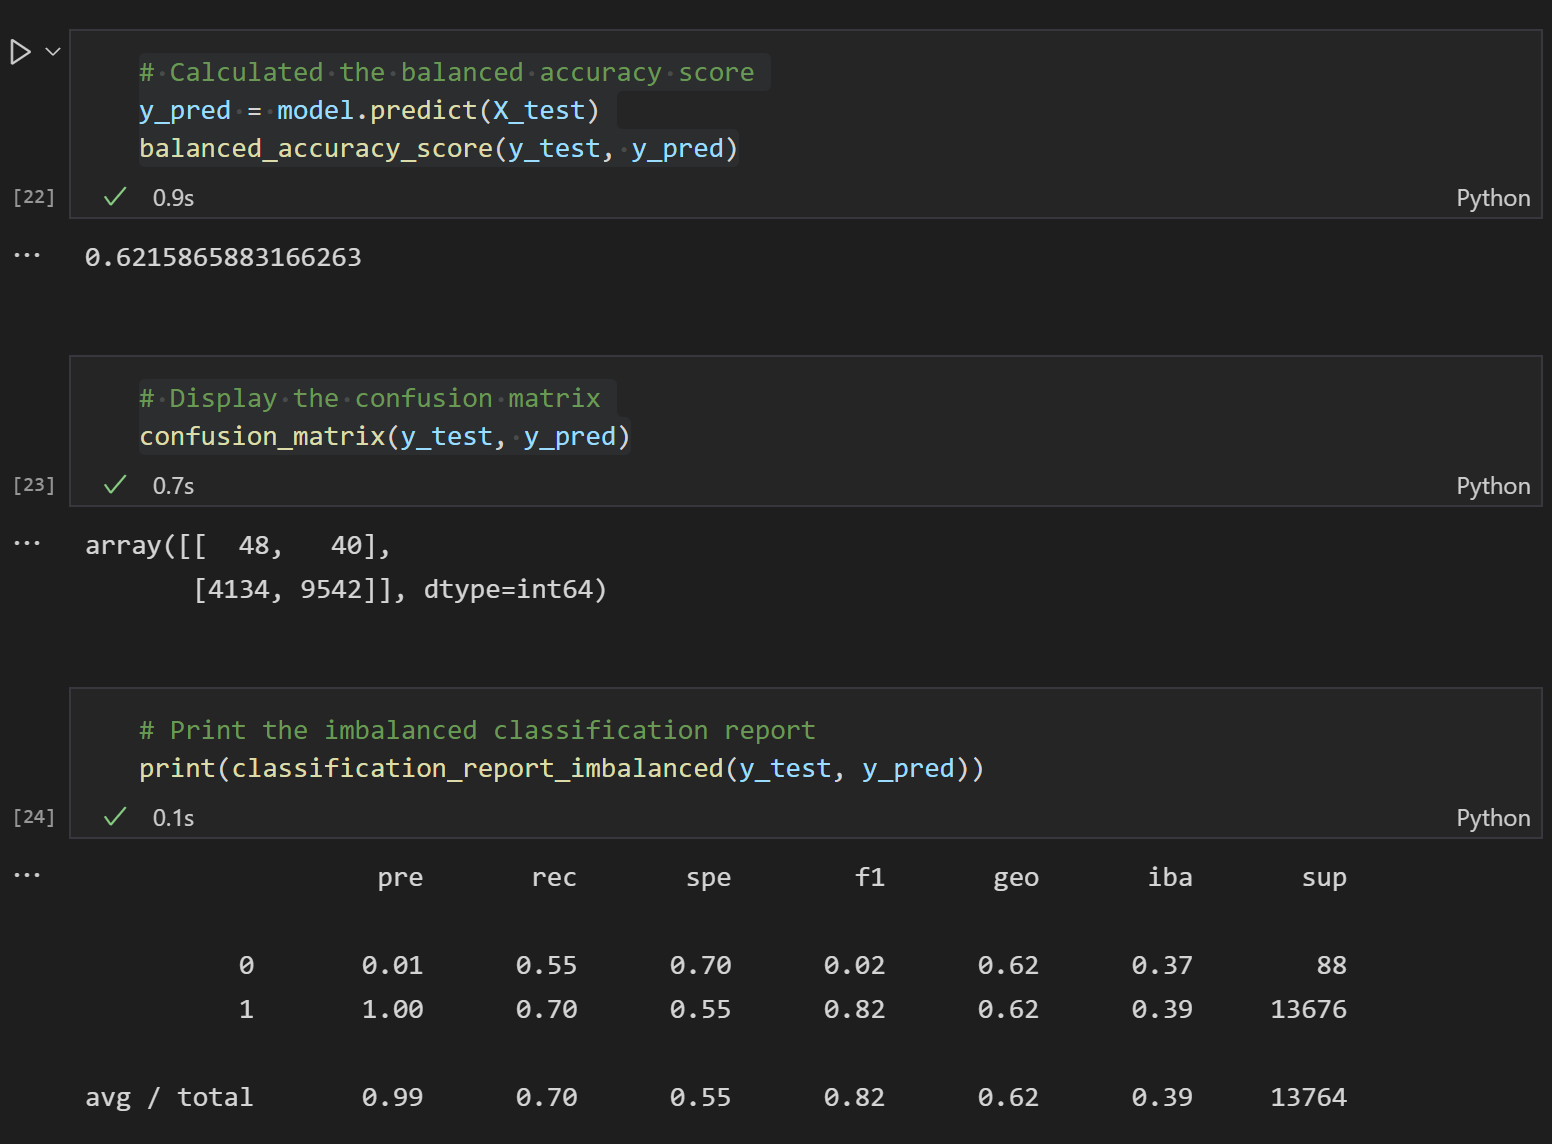 # Calculated the balanced accuracy score
y_pred = model.predict(X_test)
balanced_accuracy_score(y_test, y_pred)
[22] 0.9s Python
... 0.6215865883166263
# Display the confusion matrix
confusion_matrix(y_test, y_pred)
[23] 0.7s Python
... array([[ 48, 40],
[4134, 9542]], dtype=int64)
# Print the imbalanced classification report
print(classification_report_imbalanced(y_test, y_pred))
[24] 0.1s Python
... pre rec spe f1 geo iba sup
0 0.01 0.55 0.70 0.02 0.62 0.37 88
1 1.00 0.70 0.55 0.82 0.62 0.39 13676
avg / total 0.99 0.70 0.55 0.82 0.62 0.39 13764